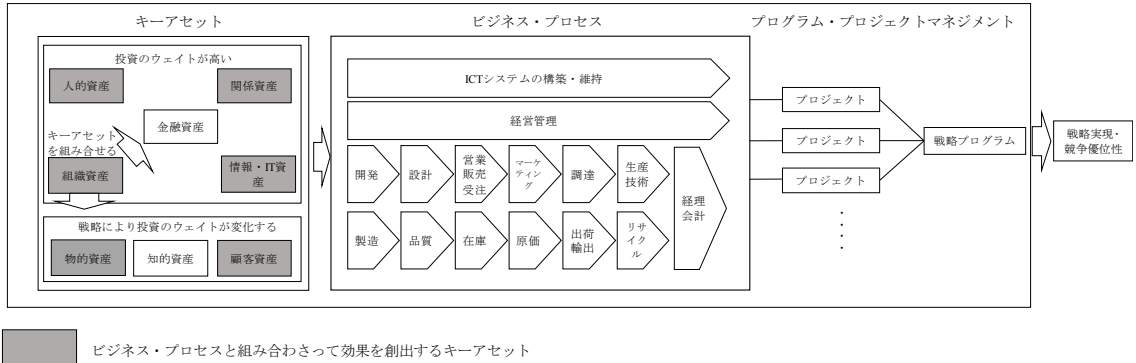 キーアセット
ビジネス・プロセス
プログラム・プロジェクトマネジメント
投資のウェイトが高い
人的資産
関係資産
金融資産
キーアセット
を組み合せる
組織資産
情報・IT資
産
戦略により投資のウェイトが変化する
物的資産
知的資産
顧客資産
ICTシステムの構築・維持
経営管理
開発
設計
営業
販売
受注
マーケ
ティン
グ
調達
生産
技術
製造
品質
在庫
原価
出荷
輸出
リサ
イク
ル
経理
会計
プロジェクト
プロジェクト
プロジェクト
戦略プログラム
戦略実現・
競争優位性
ビジネス・プロセスと組み合わさって効果を創出するキーアセット